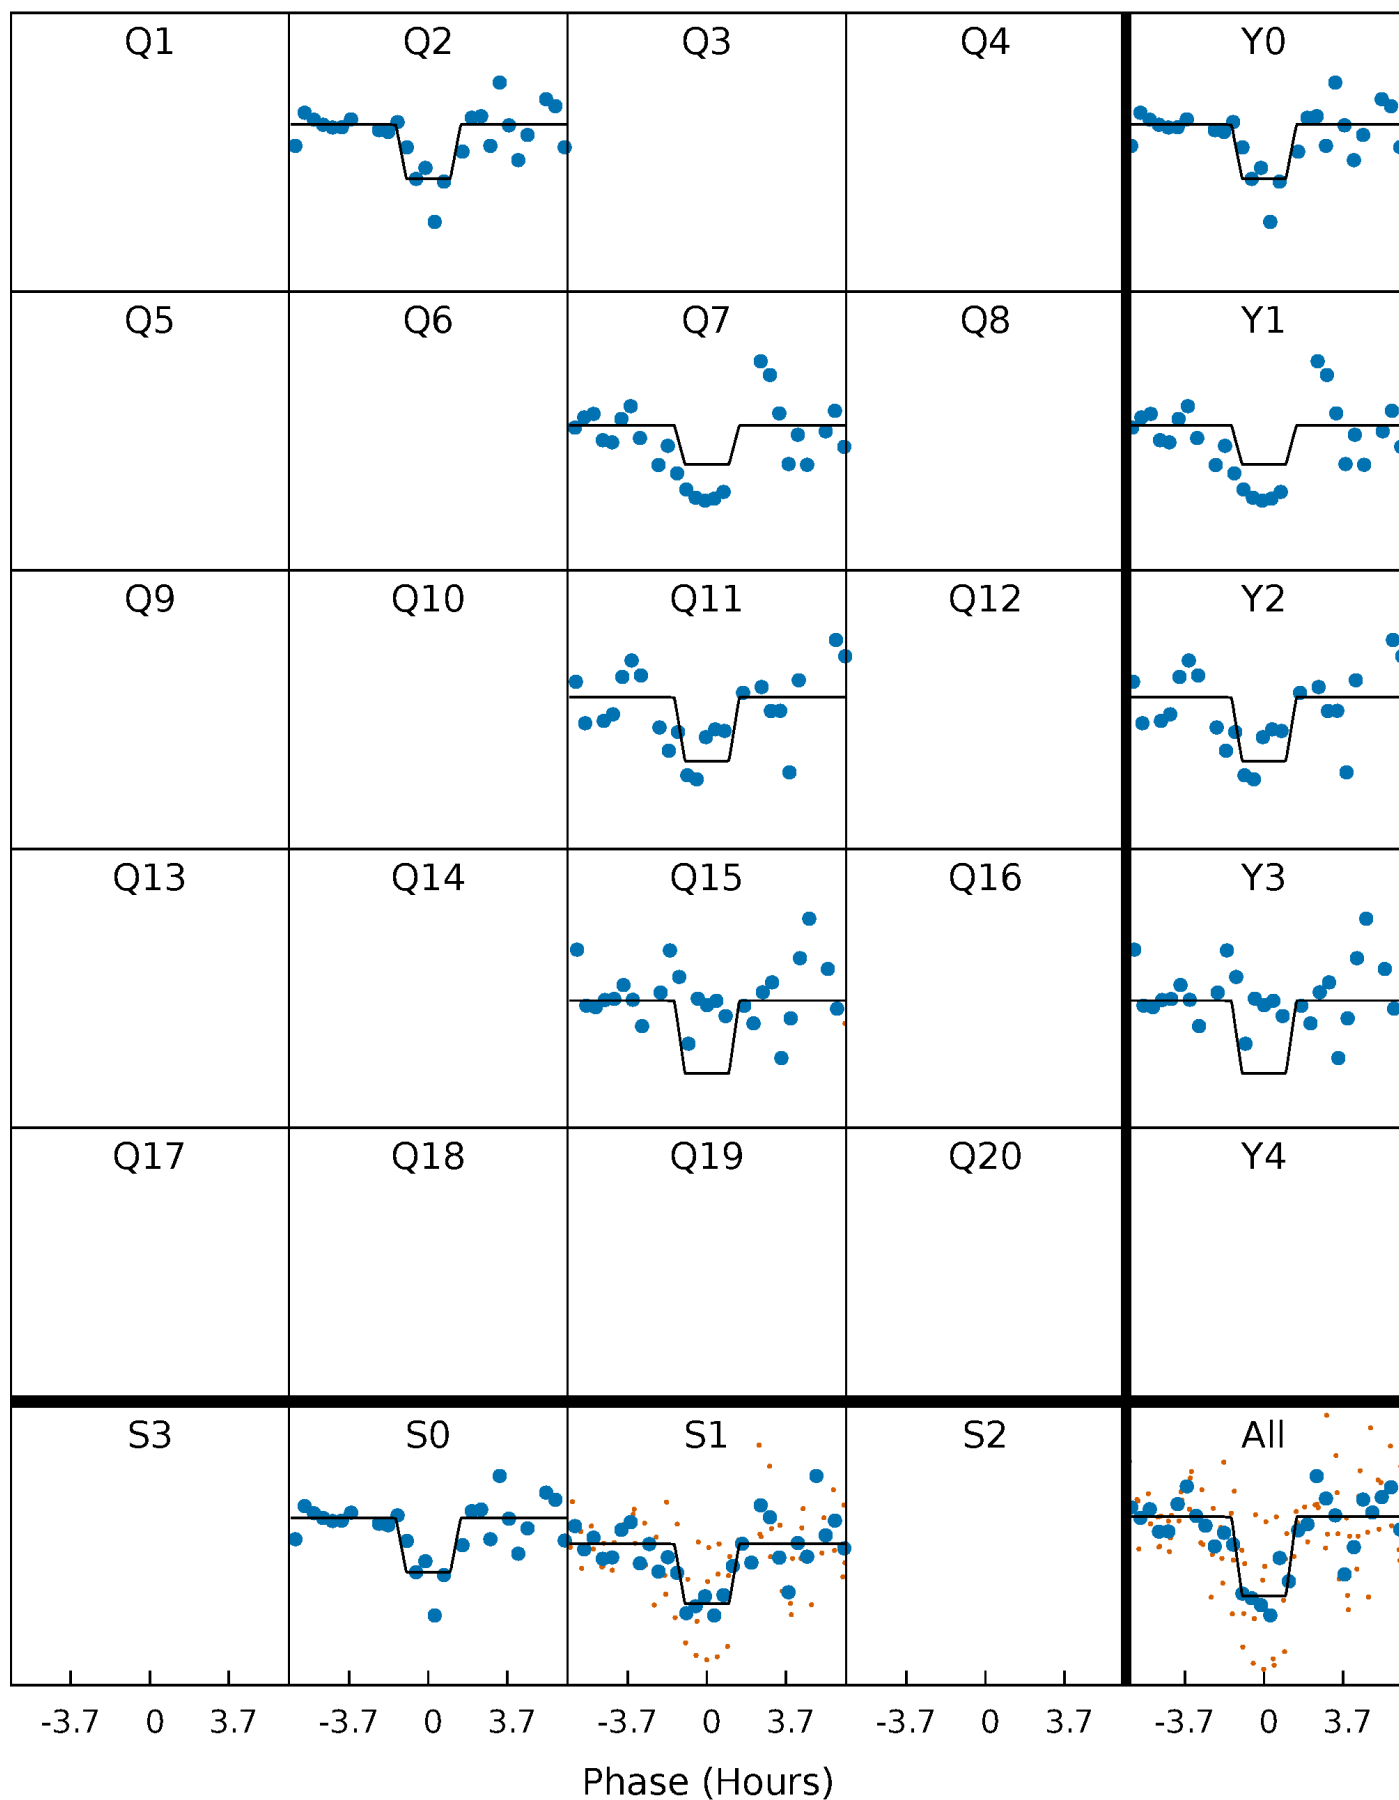 Q1 Q2 Q3 Q4 Y0
Q5 Q6 Q7 Q8 Y1
Q9 Q10 Q11 Q12 Y2
Q13 Q14 Q15 Q16 Y3
Q17 Q18 Q19 Q20 Y4
S3 S0 S1 S2 All
-3.7 0 3.7 -3.7 0 3.7 -3.7 0 3.7 -3.7 0 3.7 -3.7 0 3.7
Phase (Hours)